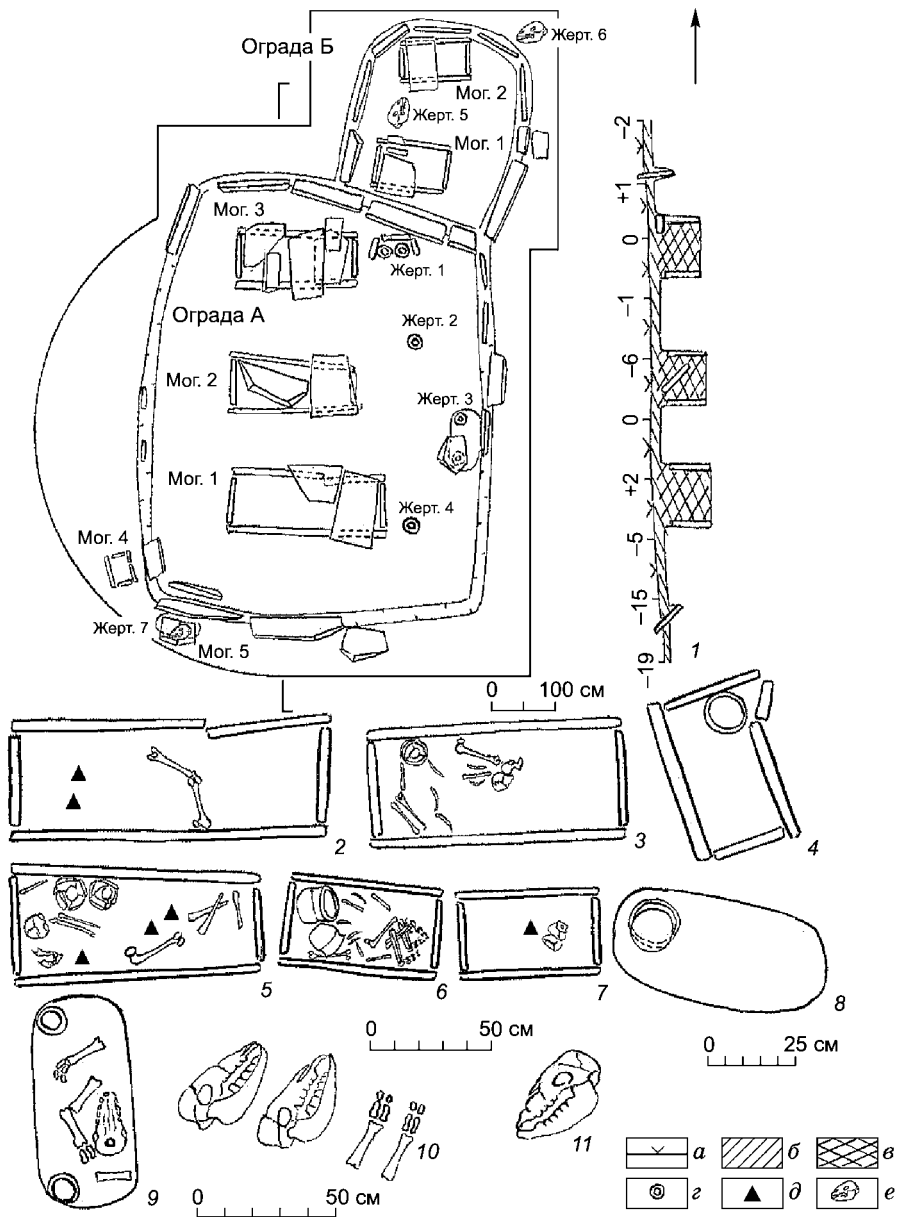 Ограда Б
Жерт. 6
Мог. 2
Жерт. 5
Мог. 1
Мог. 3
Жерт. 1
Ограда А
Жерт. 2
Мог. 2
Жерт. 3
Мог. 1
Жерт. 4
Мог. 4
Жерт. 7
Мог. 5
0 100 см
–2
+1
0
–1
–6
0
+2
–5
–15
–19
1
2
3
4
5
6
7
8
0 50 см
0 25 см
9
10
11
0 50 см
а б в
г д е